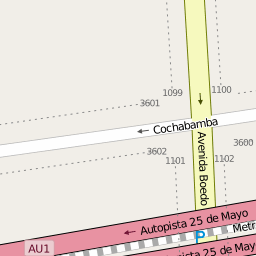 1099
1100
3601
Cochabamba
3602
1101
1102
3600
Avenida Boedo
Autopista 25 de Mayo
P
Metr
AU1
pista 25 de May